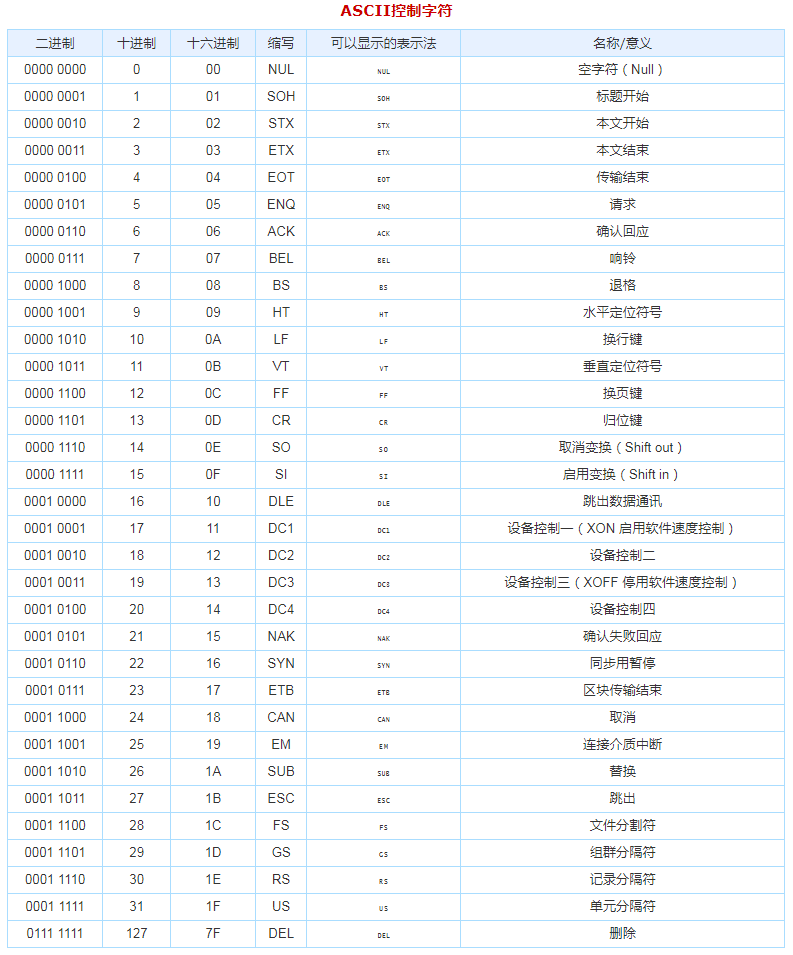 ASCII控制字符
二进制 十进制 十六进制 缩写 可以显示的表示法 名称/意义
0000 0000 0 00 NUL NUL 空字符（Null）
0000 0001 1 01 SOH SOH 标题开始
0000 0010 2 02 STX STX 本文开始
0000 0011 3 03 ETX ETX 本文结束
0000 0100 4 04 EOT EOT 传输结束
0000 0101 5 05 ENQ ENQ 请求
0000 0110 6 06 ACK ACK 确认回应
0000 0111 7 07 BEL BEL 响铃
0000 1000 8 08 BS BS 退格
0000 1001 9 09 HT HT 水平定位符号
0000 1010 10 0A LF LF 换行键
0000 1011 11 0B VT VT 垂直定位符号
0000 1100 12 0C FF FF 换页键
0000 1101 13 0D CR CR 归位键
0000 1110 14 0E SO SO 取消变换（Shift out）
0000 1111 15 0F SI SI 启用变换（Shift in）
0001 0000 16 10 DLE DLE 跳出数据通讯
0001 0001 17 11 DC1 DC1 设备控制一（XON 启用软件速度控制）
0001 0010 18 12 DC2 DC2 设备控制二
0001 0011 19 13 DC3 DC3 设备控制三（XOFF 停用软件速度控制）
0001 0100 20 14 DC4 DC4 设备控制四
0001 0101 21 15 NAK NAK 确认失败回应
0001 0110 22 16 SYN SYN 同步用暂停
0001 0111 23 17 ETB ETB 区块传输结束
0001 1000 24 18 CAN CAN 取消
0001 1001 25 19 EM EM 连接介质中断
0001 1010 26 1A SUB SUB 替换
0001 1011 27 1B ESC ESC 跳出
0001 1100 28 1C FS FS 文件分割符
0001 1101 29 1D GS GS 组群分隔符
0001 1110 30 1E RS RS 记录分隔符
0001 1111 31 1F US US 单元分隔符
0111 1111 127 7F DEL DEL 删除